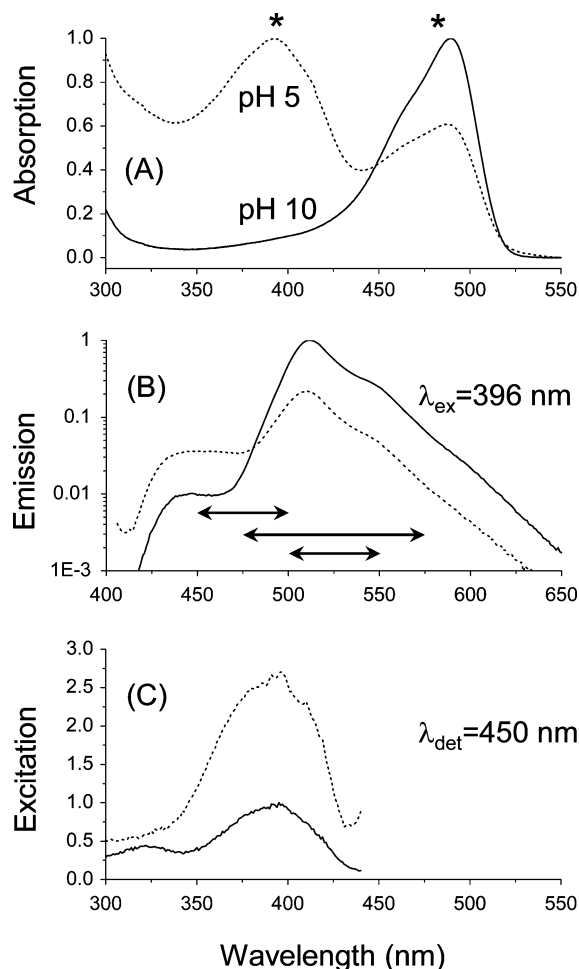 * *
1.0
0.8
0.6
0.4
0.2
0.0
Absorption
pH 5
(A)
pH 10
300 350 400 450 500 550
1
0.1
0.01
1E-3
Emission
(B)
λex=396 nm
400 450 500 550 600 650
3.0
2.5
2.0
1.5
1.0
0.5
0.0
Excitation
(C)
λdet=450 nm
300 350 400 450 500 550
Wavelength (nm)